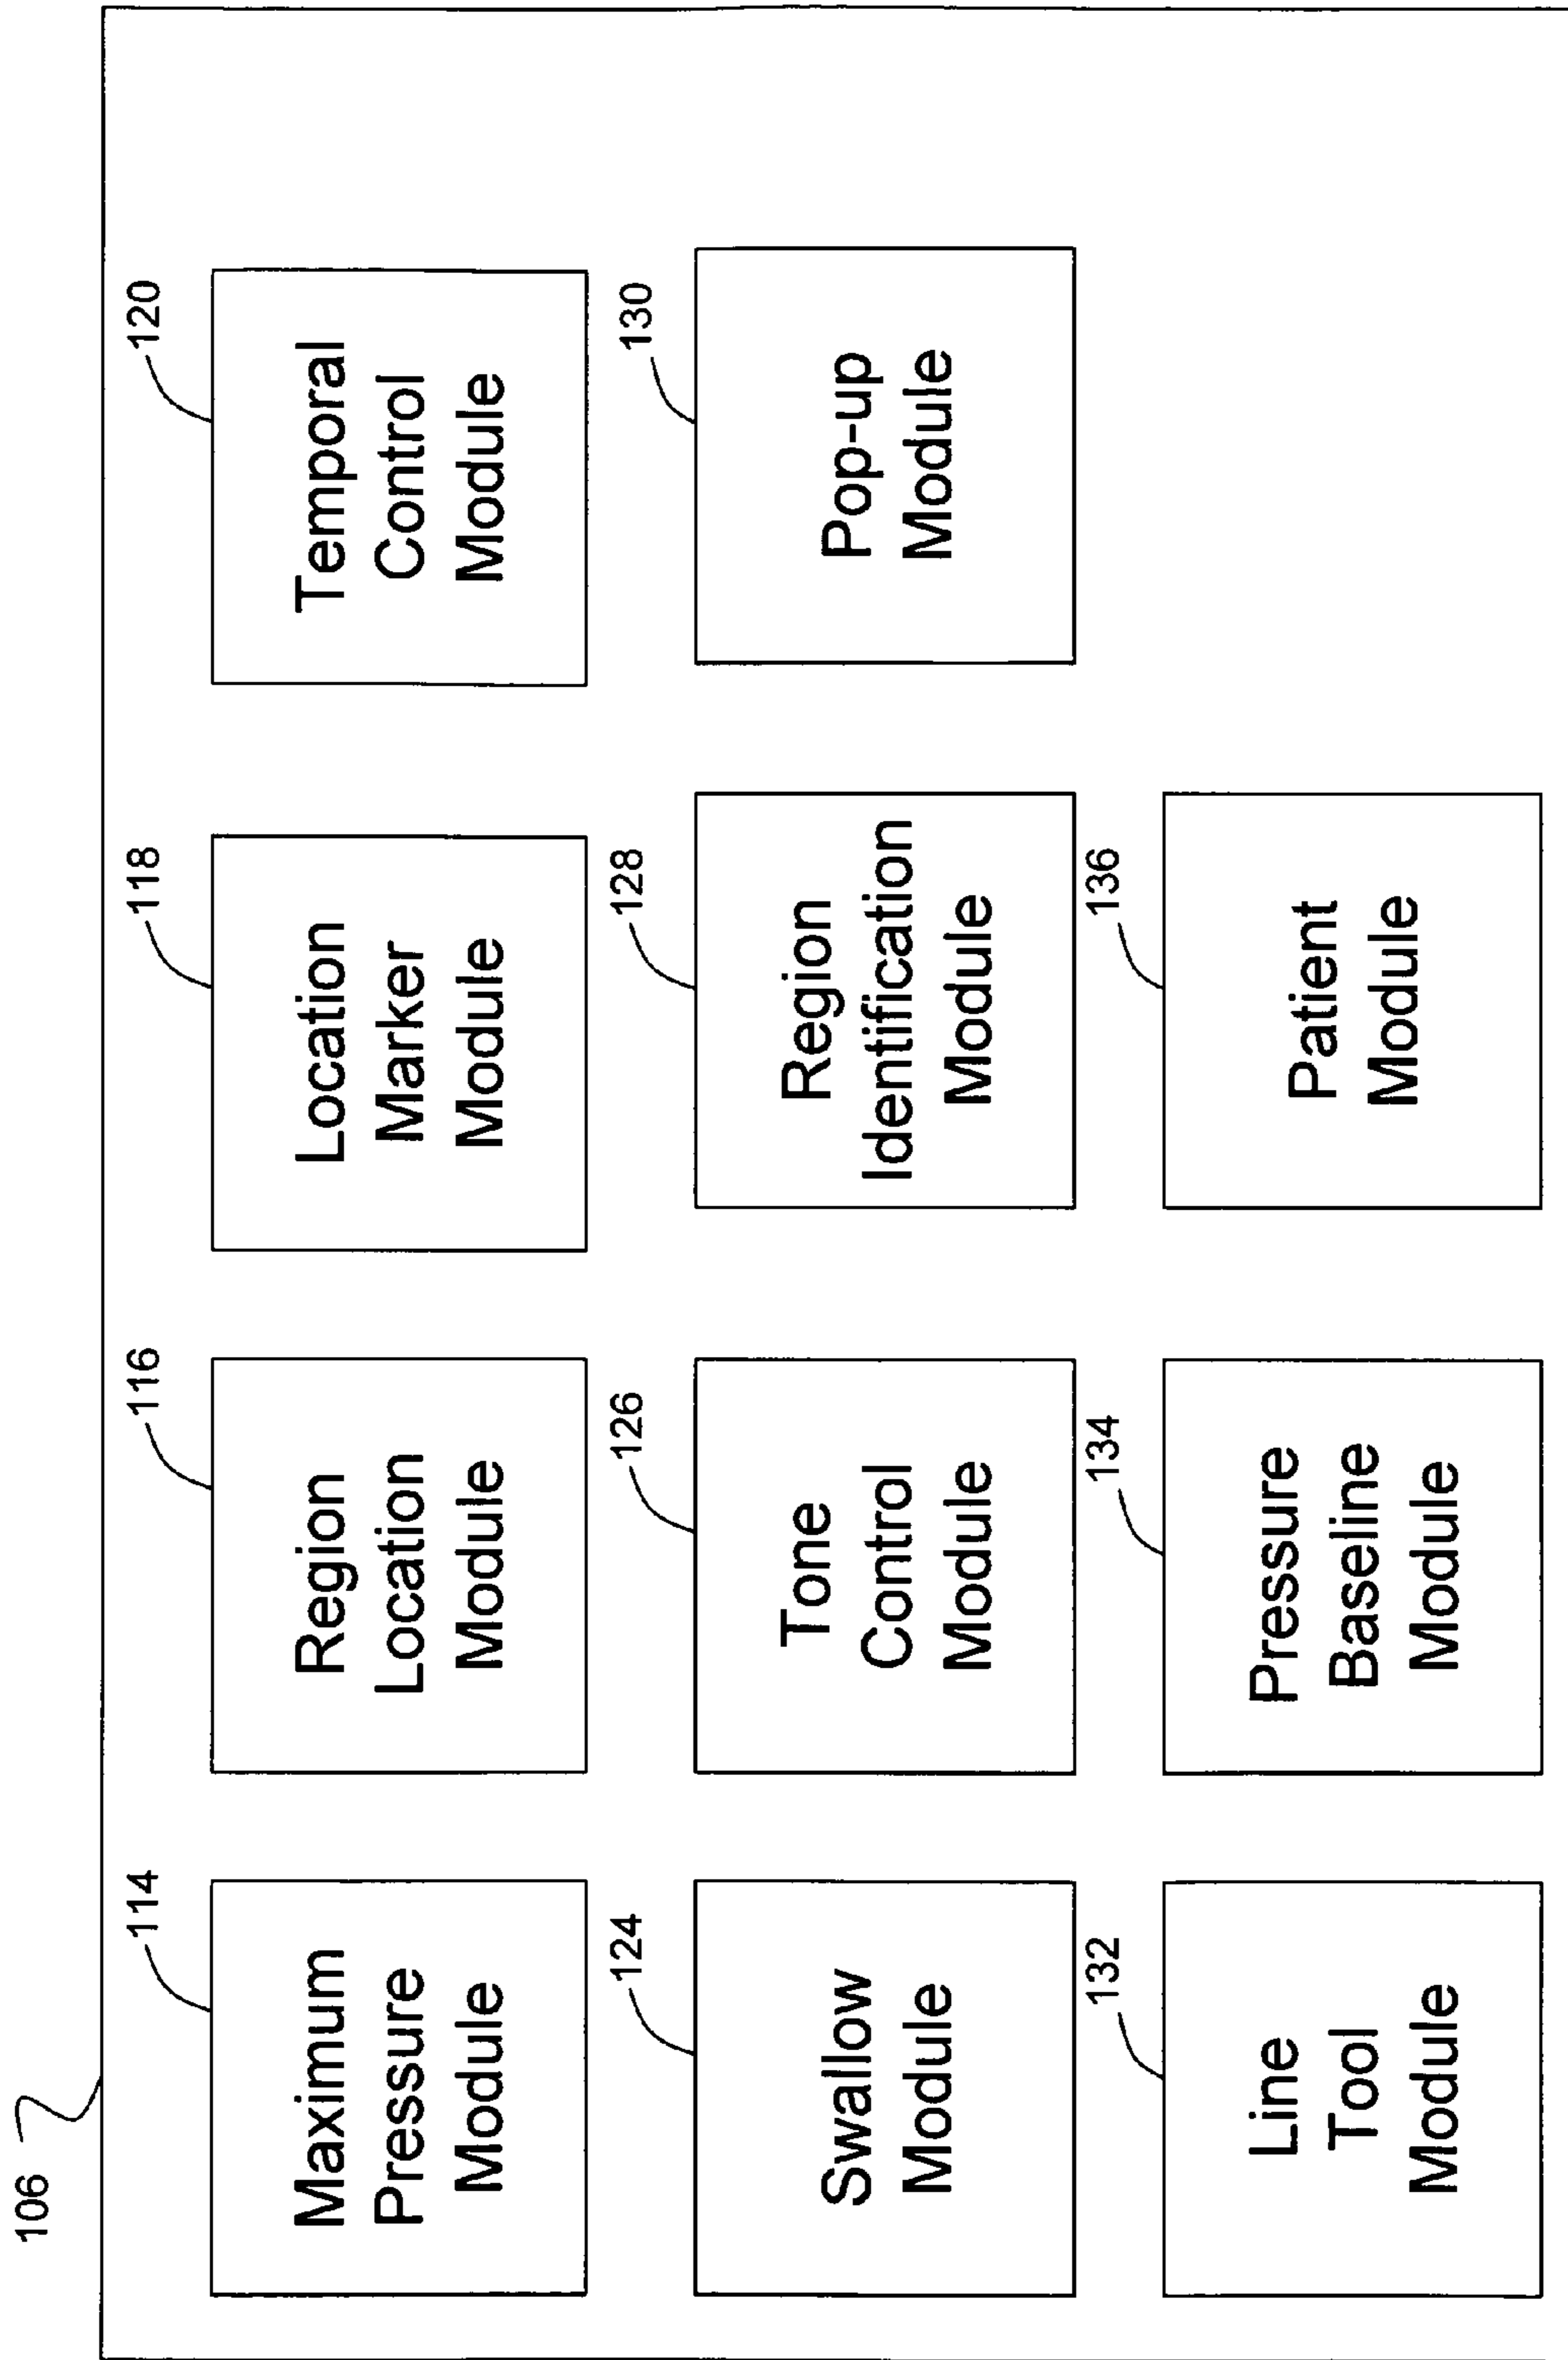 106
114
Maximum
Pressure
Module
116
Region
Location
Module
118
Location
Marker
Module
120
Temporal
Control
Module
124
Swallow
Module
126
Tone
Control
Module
128
Region
Identification
Module
130
Pop-up
Module
132
Line
Tool
Module
134
Pressure
Baseline
Module
136
Patient
Module